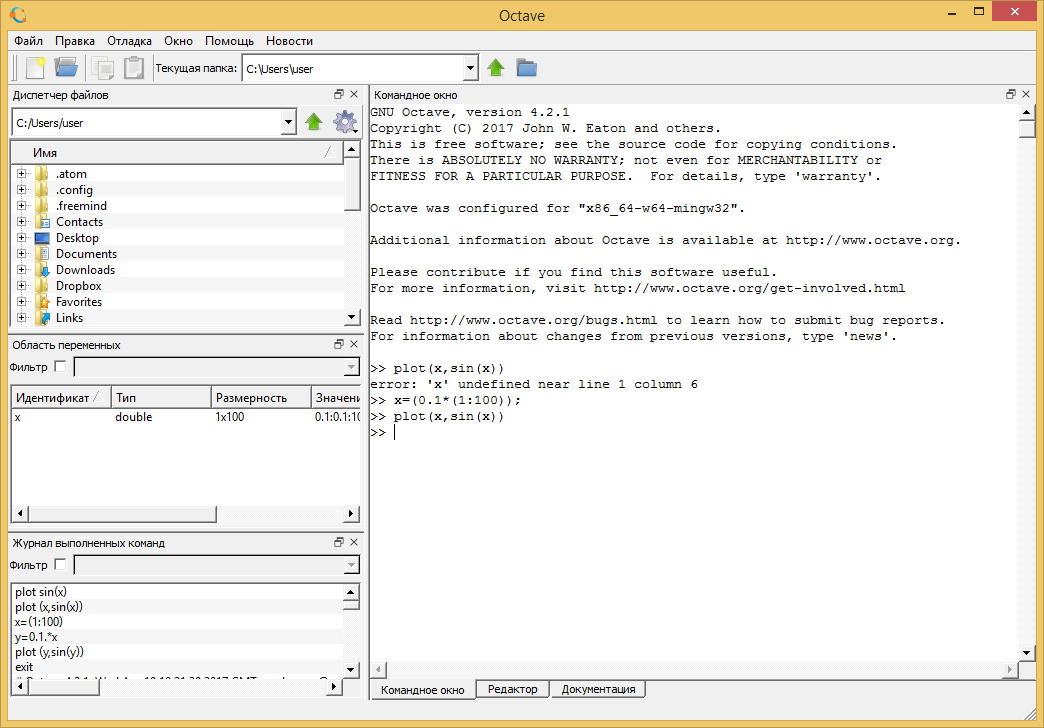 Octave
Файл Правка Отладка Окно Помощь Новости
Текущая папка: C:\Users\user
Диспетчер файлов
C:/Users/user
Имя
.atom
.config
.freemind
Contacts
Desktop
Documents
Downloads
Dropbox
Favorites
Links
Область переменных
Фильтр
Идентификатор Тип Размерность Значени
x double 1x100 0.1:0.1:10
Журнал выполненных команд
Фильтр
plot sin(x)
plot (x,sin(x))
x=(1:100)
y=0.1.*x
plot (y,sin(y))
exit
Командное окно
GNU Octave, version 4.2.1
Copyright (C) 2017 John W. Eaton and others.
This is free software; see the source code for copying conditions.
There is ABSOLUTELY NO WARRANTY; not even for MERCHANTABILITY or
FITNESS FOR A PARTICULAR PURPOSE.  For details, type 'warranty'.
Octave was configured for "x86_64-w64-mingw32".
Additional information about Octave is available at http://www.octave.org.
Please contribute if you find this software useful.
For more information, visit http://www.octave.org/get-involved.html
Read http://www.octave.org/bugs.html to learn how to submit bug reports.
For information about changes from previous versions, type 'news'.
>> plot(x,sin(x))
error: 'x' undefined near line 1 column 6
>> x=(0.1*(1:100));
>> plot(x,sin(x))
>>
Командное окно Редактор Документация